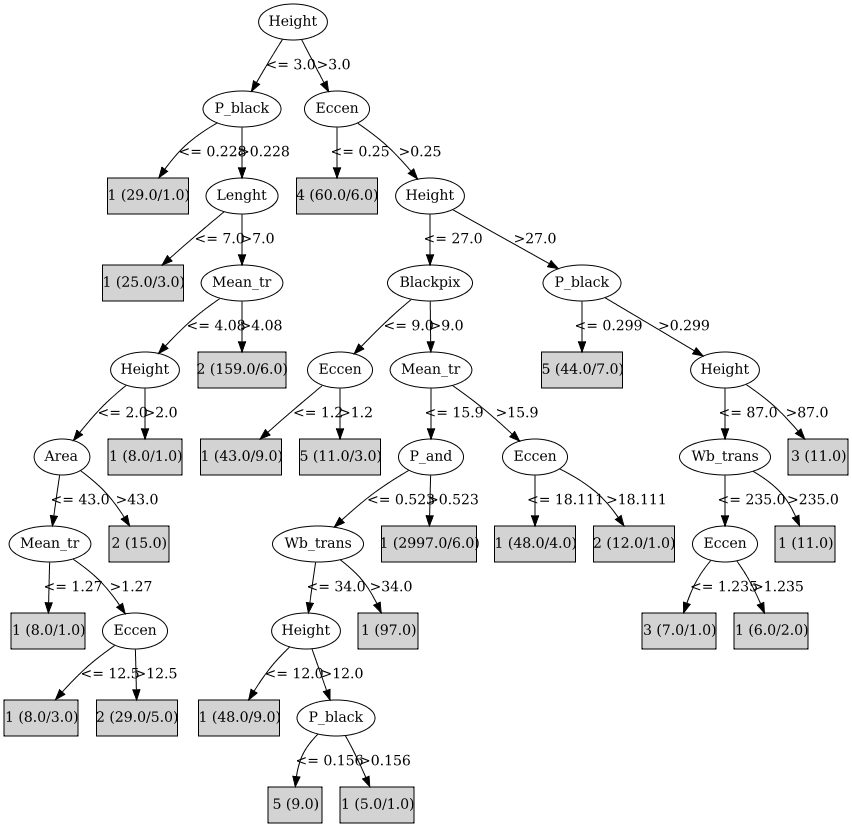 Height
<= 3.0 >3.0
P_black Eccen
<= 0.228 >0.228 <= 0.25 >0.25
1 (29.0/1.0) Lenght 4 (60.0/6.0) Height
<= 7.0 >7.0 <= 27.0 >27.0
1 (25.0/3.0) Mean_tr Blackpix P_black
<= 4.08 >4.08 <= 9.0 >9.0 <= 0.299 >0.299
Height 2 (159.0/6.0) Eccen Mean_tr 5 (44.0/7.0) Height
<= 2.0 >2.0 <= 1.2 >1.2 <= 15.9 >15.9 <= 87.0 >87.0
Area 1 (8.0/1.0) 1 (43.0/9.0) 5 (11.0/3.0) P_and Eccen Wb_trans 3 (11.0)
<= 43.0 >43.0 <= 0.523 >0.523 <= 18.111 >18.111 <= 235.0 >235.0
Mean_tr 2 (15.0) Wb_trans 1 (2997.0/6.0) 1 (48.0/4.0) 2 (12.0/1.0) Eccen 1 (11.0)
<= 1.27 >1.27 <= 34.0 >34.0 <= 1.235 >1.235
1 (8.0/1.0) Eccen Height 1 (97.0) 3 (7.0/1.0) 1 (6.0/2.0)
<= 12.5 >12.5 <= 12.0 >12.0
1 (8.0/3.0) 2 (29.0/5.0) 1 (48.0/9.0) P_black
<= 0.156 >0.156
5 (9.0) 1 (5.0/1.0)